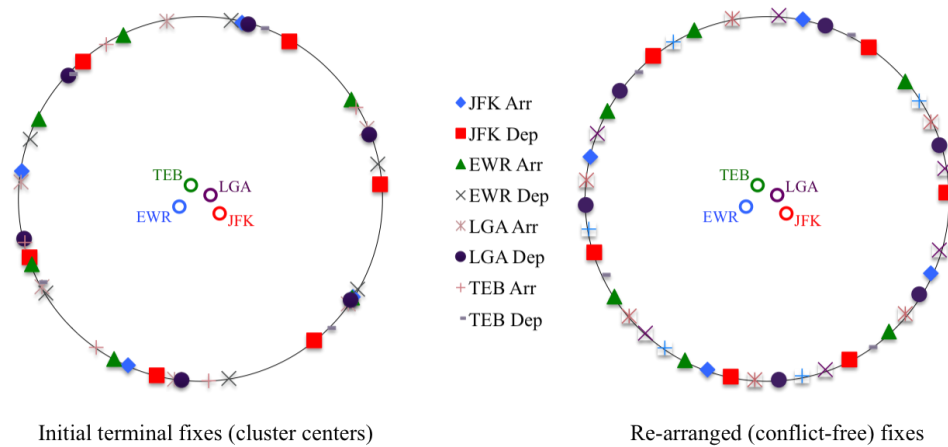 TEB
LGA
EWR
JFK
JFK Arr
JFK Dep
EWR Arr
EWR Dep
LGA Arr
LGA Dep
TEB Arr
TEB Dep
TEB
LGA
EWR
JFK
Initial terminal fixes (cluster centers)
Re-arranged (conflict-free) fixes